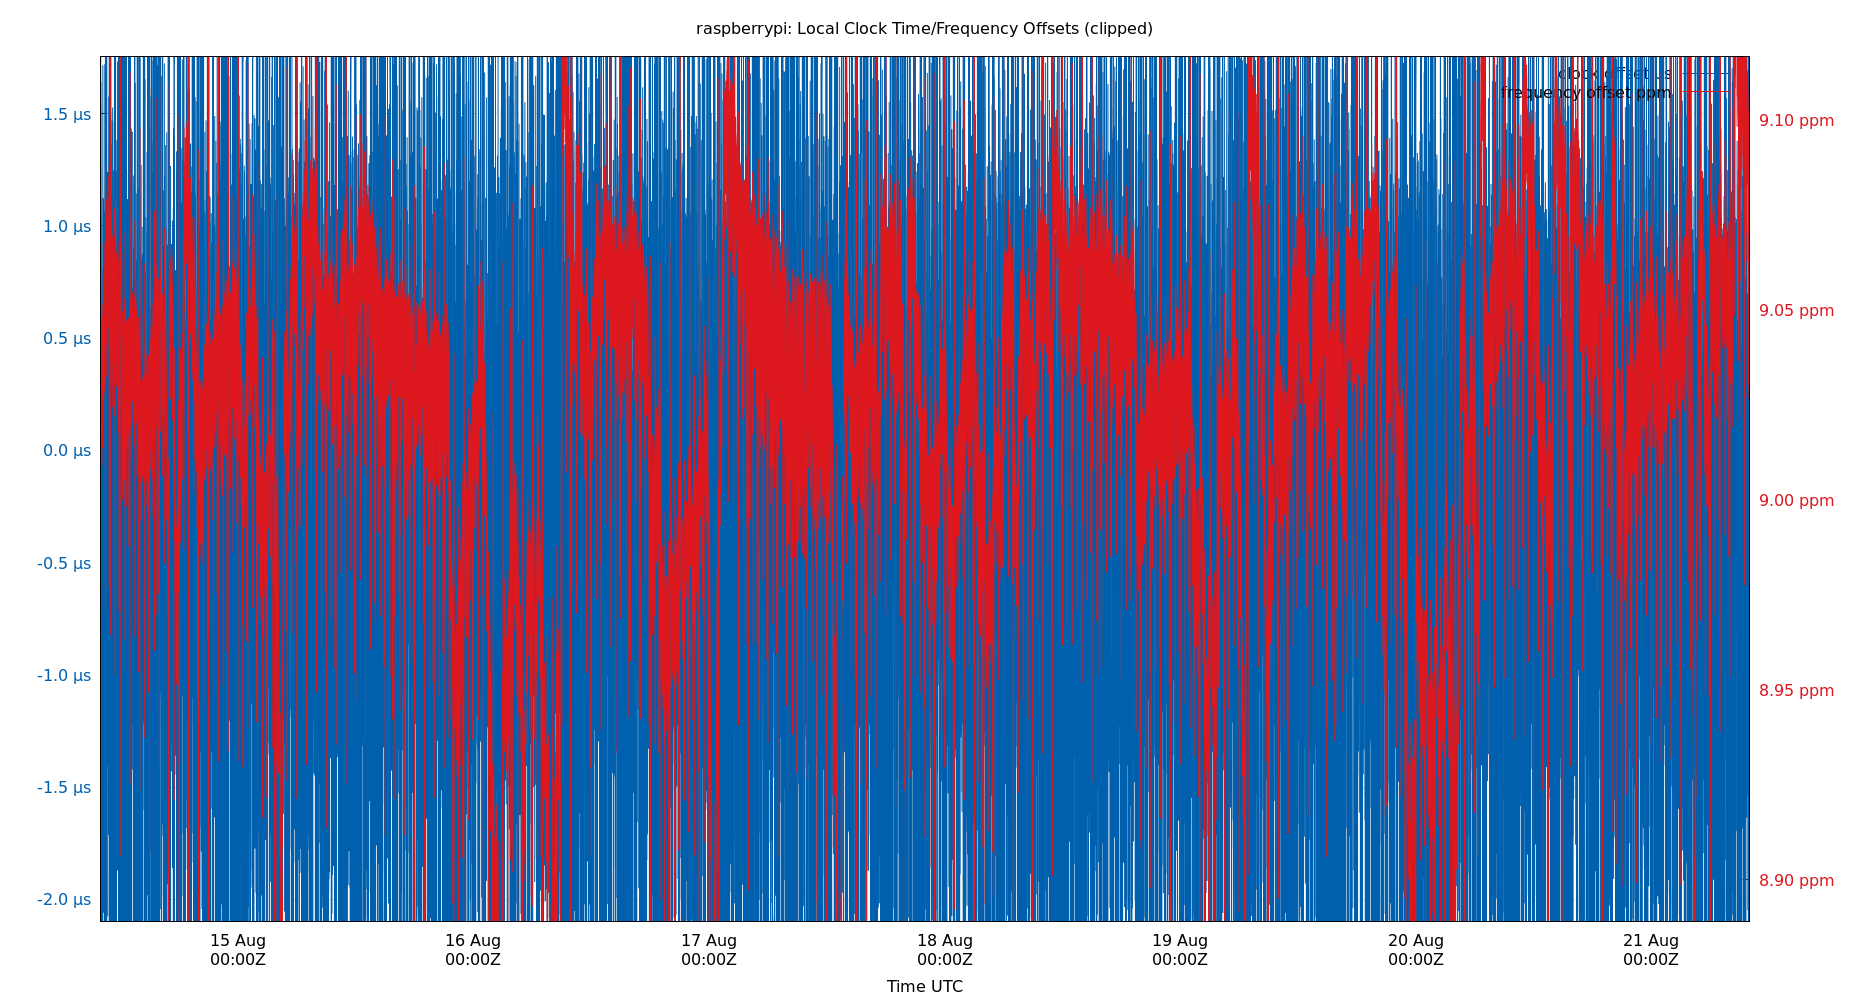 raspberrypi: Local Clock Time/Frequency Offsets (clipped)
clock offset µs
frequency offset ppm
1.5 µs
1.0 µs
0.5 µs
0.0 µs
-0.5 µs
-1.0 µs
-1.5 µs
-2.0 µs
9.10 ppm
9.05 ppm
9.00 ppm
8.95 ppm
8.90 ppm
15 Aug
00:00Z
16 Aug
00:00Z
17 Aug
00:00Z
18 Aug
00:00Z
19 Aug
00:00Z
20 Aug
00:00Z
21 Aug
00:00Z
Time UTC